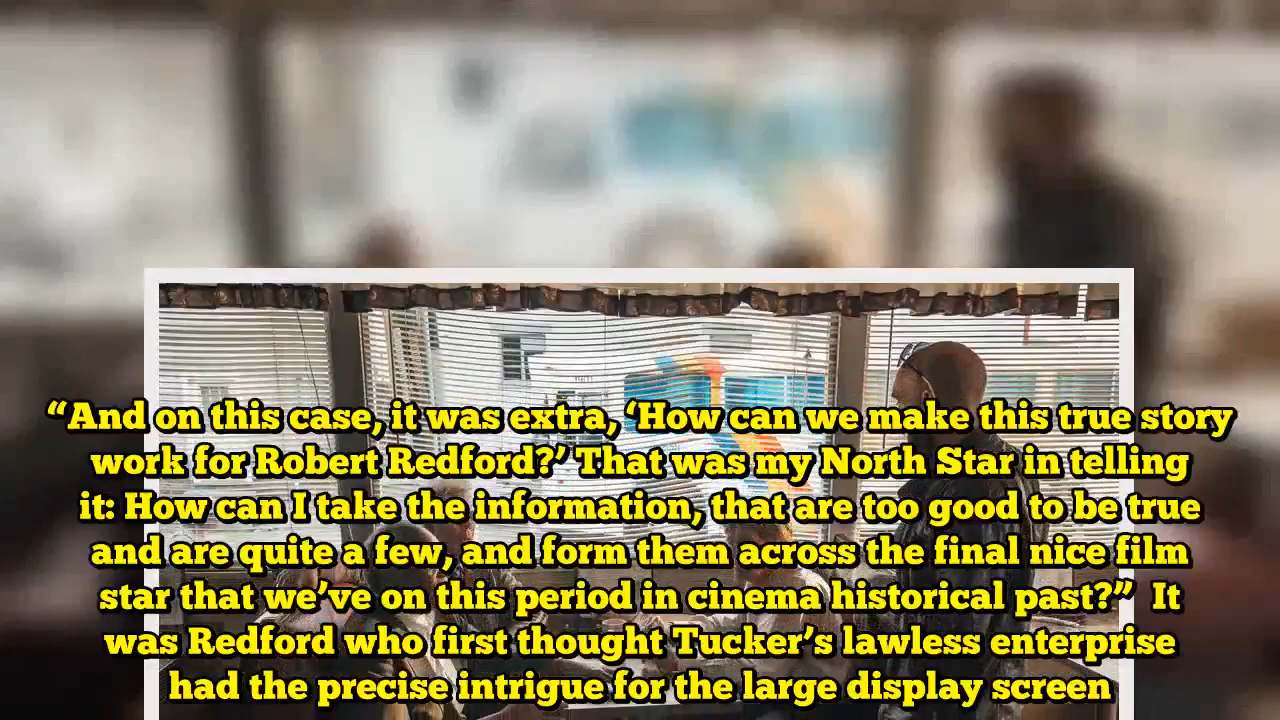 “And on this case, it was extra, ‘How can we make this true story
work for Robert Redford?’ That was my North Star in telling
it: How can I take the information, that are too good to be true
and are quite a few, and form them across the final nice film
star that we’ve on this period in cinema historical past?”  It
was Redford who first thought Tucker’s lawless enterprise
had the precise intrigue for the large display screen